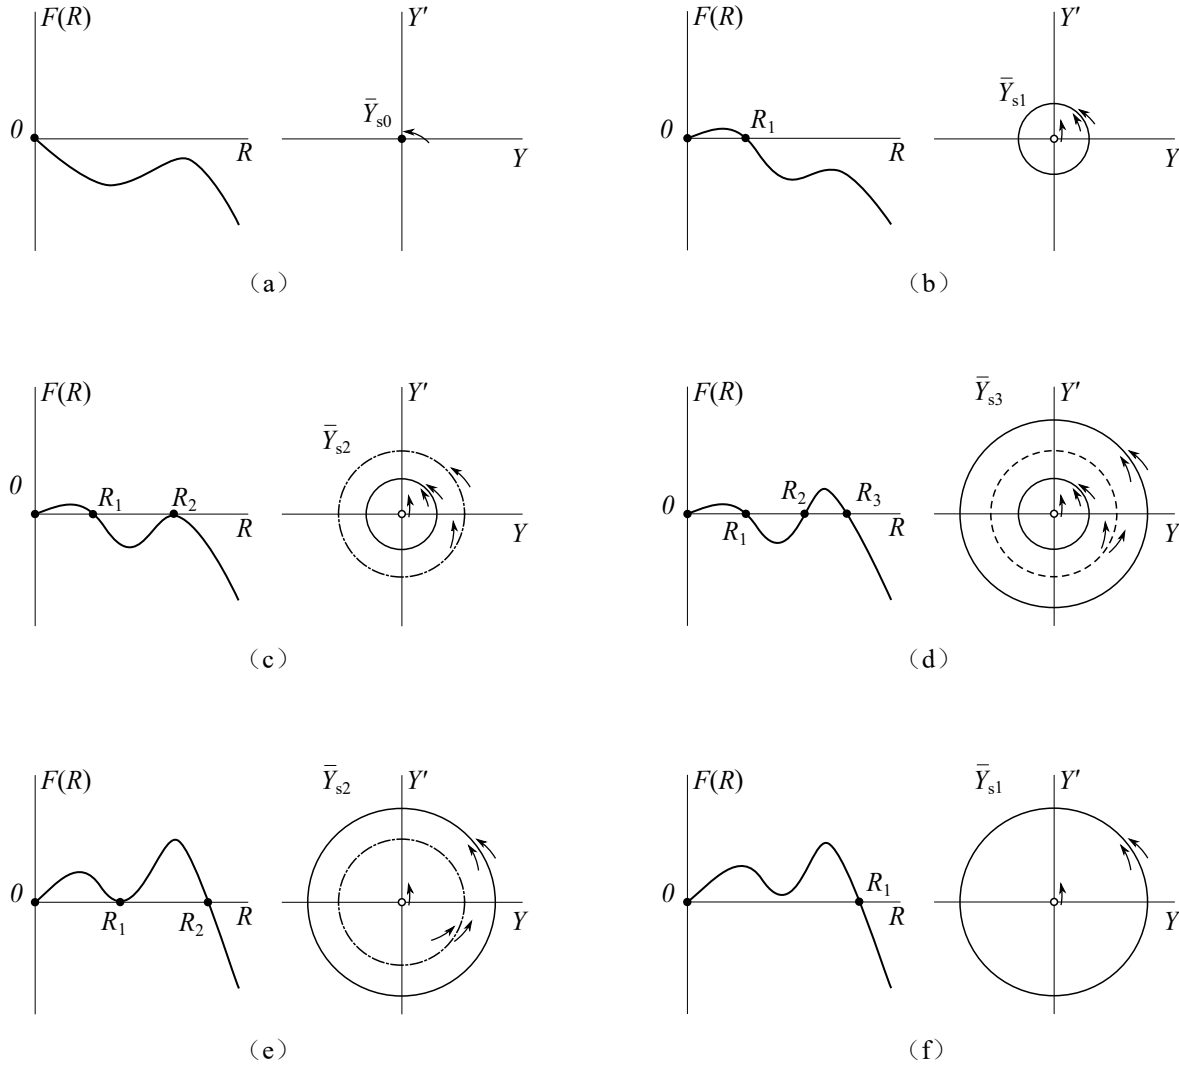 F(R)
Y′
0
R
Ȳs0
Y
(a)
F(R)
Y′
0
R1
R
Ȳs1
Y
(b)
F(R)
Y′
0
R1
R2
R
Ȳs2
Y
(c)
F(R)
Y′
0
R1
R2
R3
R
Ȳs3
Y
(d)
F(R)
Y′
0
R1
R2
R
Ȳs2
Y
(e)
F(R)
Y′
0
R1
R
Ȳs1
Y
(f)